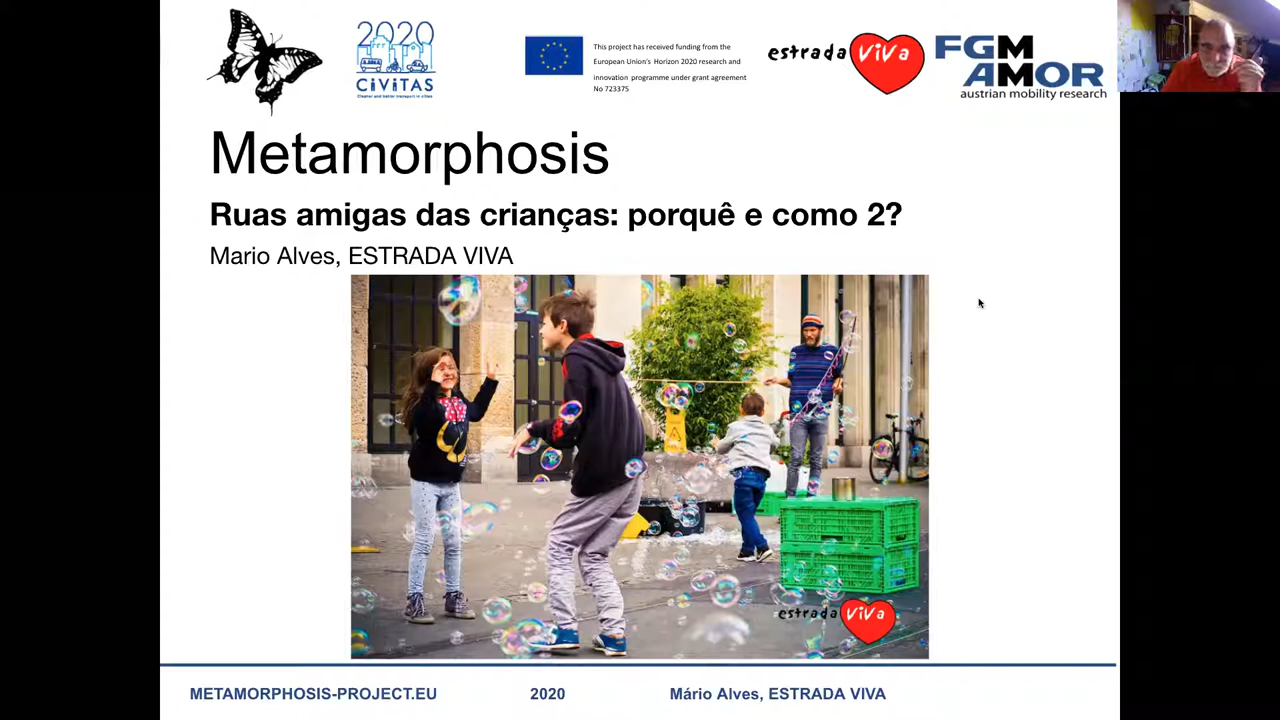 2020
CiViTAS
Cleaner and better transport in cities
This project has received funding from the
European Union's Horizon 2020 research and
innovation programme under grant agreement
No 723375
estrada ViVa
FGM
AMOR
austrian mobility research
Metamorphosis
Ruas amigas das crianças: porquê e como 2?
Mario Alves, ESTRADA VIVA
estrada ViVa
METAMORPHOSIS-PROJECT.EU
2020
Mário Alves, ESTRADA VIVA